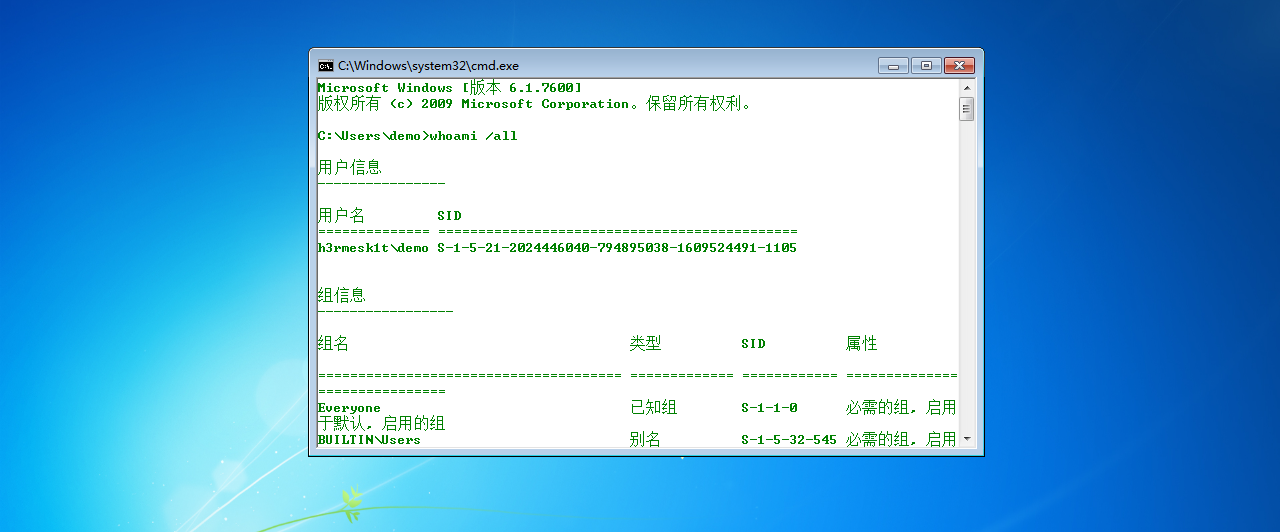 C:\Windows\system32\cmd.exe
Microsoft Windows [版本 6.1.7600]
版权所有 (c) 2009 Microsoft Corporation。保留所有权利。
C:\Users\demo>whoami /all
用户信息
----------------
用户名 SID
============== =============================================
h3rmesk1t\demo S-1-5-21-2024446040-794895038-1609524491-1105
组信息
-----------------
组名 类型 SID 属性
====================================== ============= ============ ==============
================
Everyone 已知组 S-1-1-0 必需的组, 启用
于默认, 启用的组
BUILTIN\Users 别名 S-1-5-32-545 必需的组, 启用